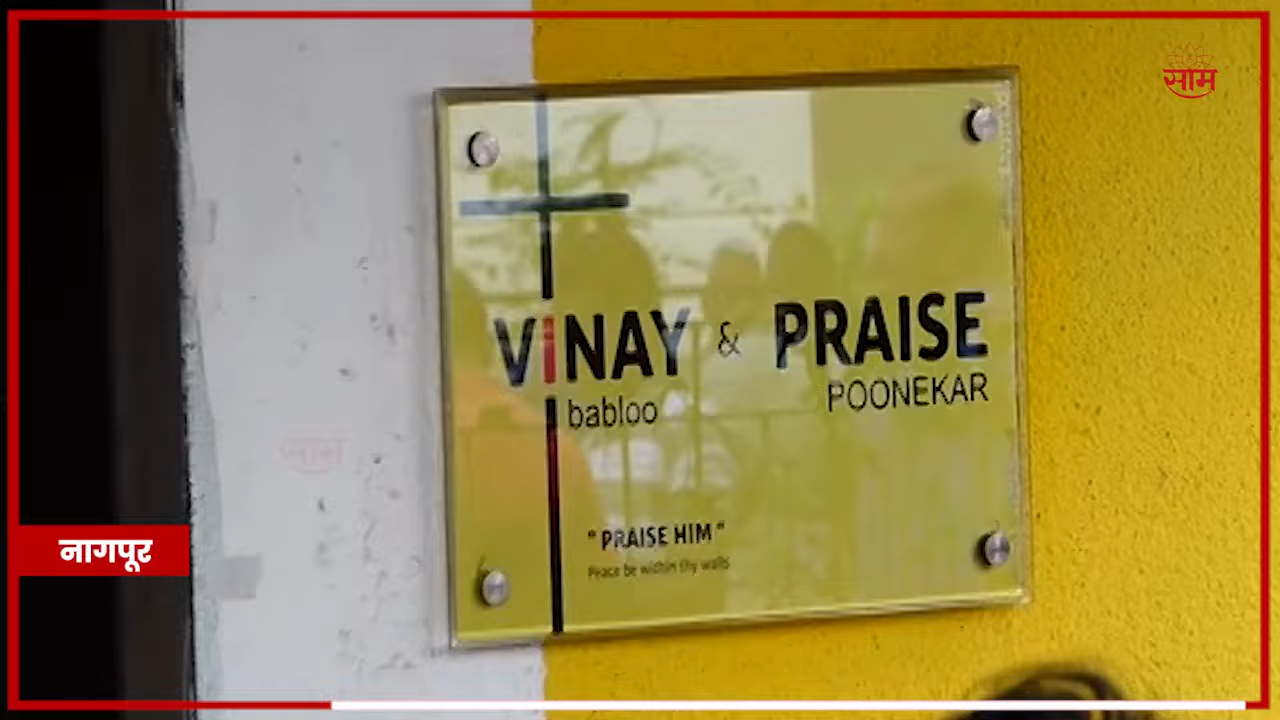 साम
VINAY & PRAISE
babloo
POONEKAR
" PRAISE HIM "
Peace be within thy walls
नागपूर